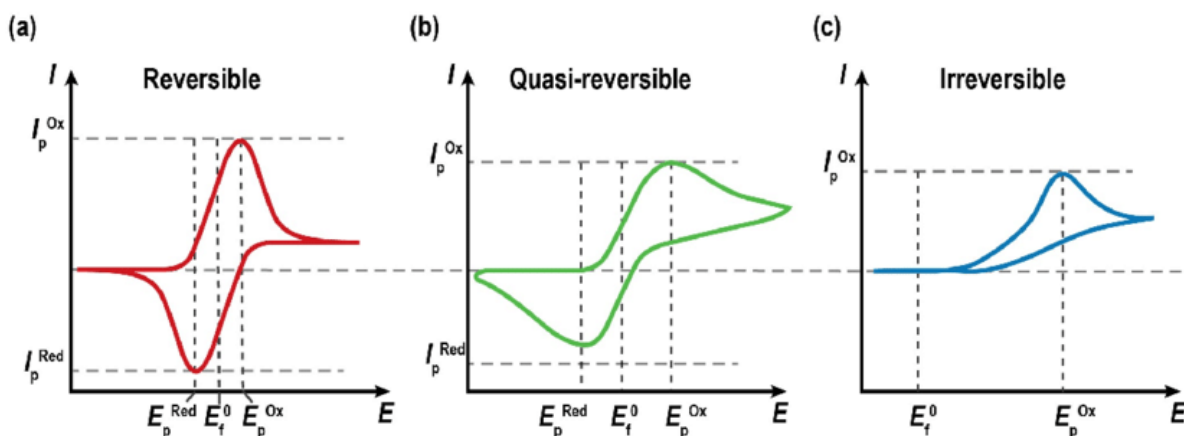 (a)
Reversible
I
I_p^Ox
I_p^Red
E_p^Red
E_f^0
E_p^Ox
E
(b)
Quasi-reversible
I
I_p^Ox
I_p^Red
E_p^Red
E_f^0
E_p^Ox
E
(c)
Irreversible
I
I_p^Ox
E_f^0
E_p^Ox
E